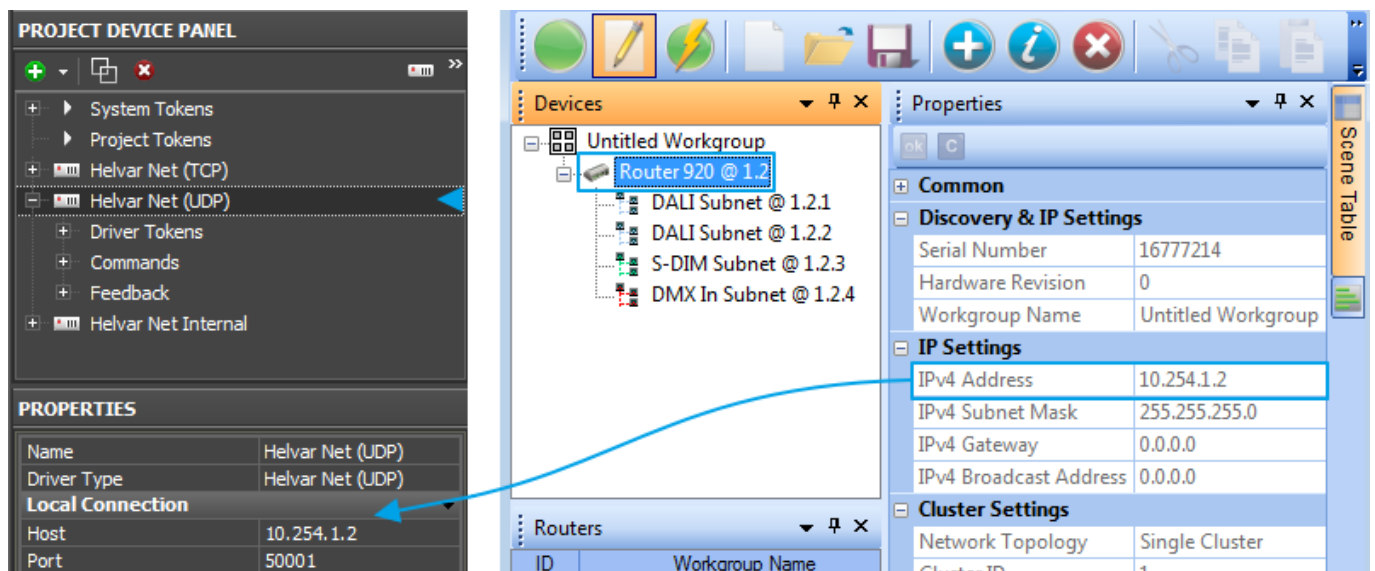 PROJECT DEVICE PANEL
System Tokens
Project Tokens
Helvar Net (TCP)
Helvar Net (UDP)
Driver Tokens
Commands
Feedback
Helvar Net Internal
PROPERTIES
Name Helvar Net (UDP)
Driver Type Helvar Net (UDP)
Local Connection
Host 10.254.1.2
Port 50001
Devices
Untitled Workgroup
Router 920 @ 1.2
DALI Subnet @ 1.2.1
DALI Subnet @ 1.2.2
S-DIM Subnet @ 1.2.3
DMX In Subnet @ 1.2.4
Routers
ID Workgroup Name
Properties
ok C
Common
Discovery & IP Settings
Serial Number 16777214
Hardware Revision 0
Workgroup Name Untitled Workgroup
IP Settings
IPv4 Address 10.254.1.2
IPv4 Subnet Mask 255.255.255.0
IPv4 Gateway 0.0.0.0
IPv4 Broadcast Address 0.0.0.0
Cluster Settings
Network Topology Single Cluster
Cluster ID 1
Scene Table